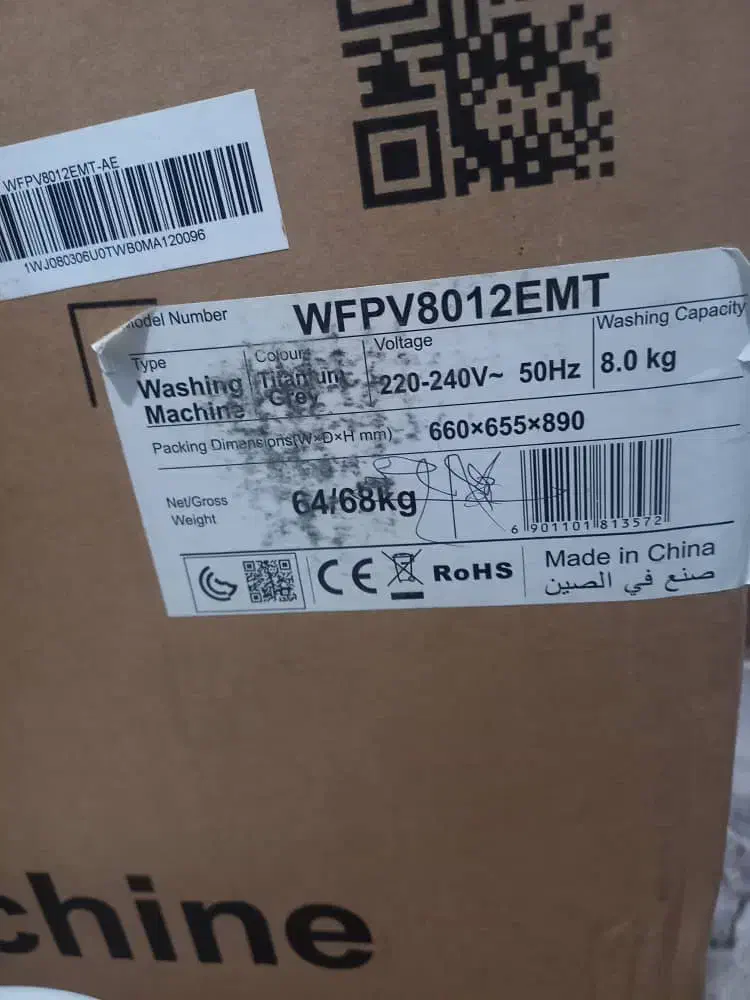 WFPV8012EMT-AE
1WJ080306U0TWB0MA120096
Model Number WFPV8012EMT
Type Colour Voltage Washing Capacity
Washing Machine Titanium Grey 220-240V~ 50Hz 8.0 kg
Packing Dimensions(W×D×H mm) 660×655×890
Net/Gross Weight 64/68kg
6 901101 813572
CE RoHS Made in China
صنع في الصين
chine